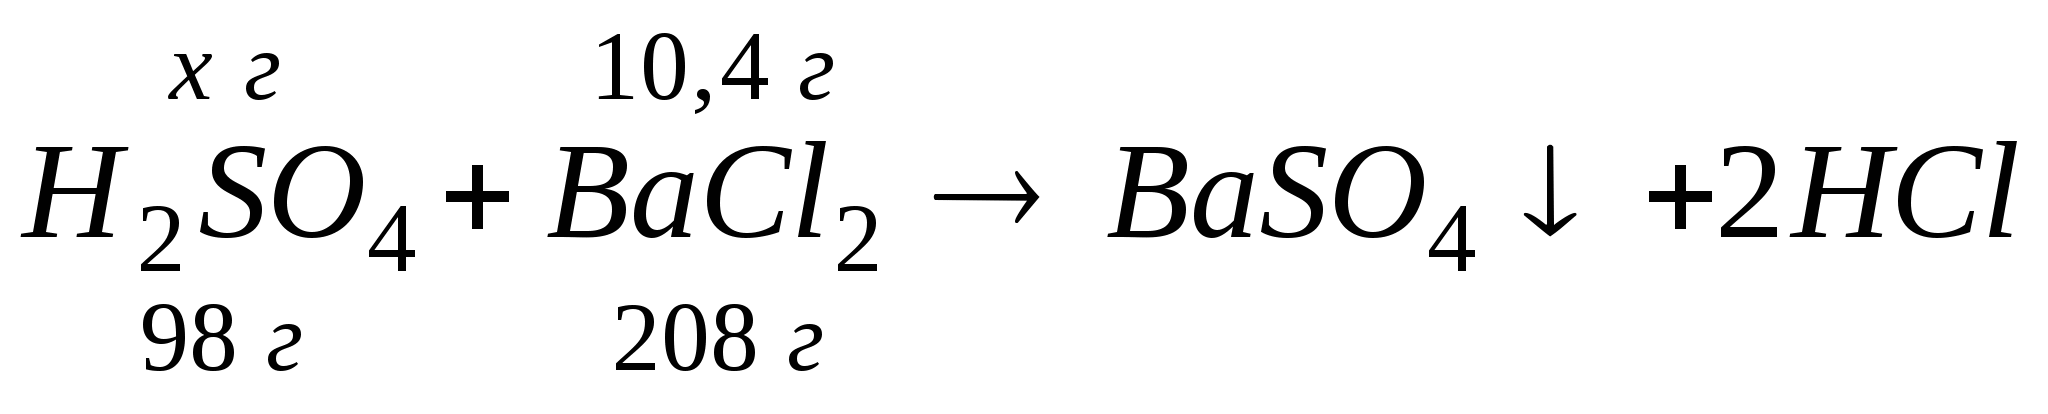 x г 10,4 г
H₂SO₄ + BaCl₂ → BaSO₄ ↓ +2HCl
98 г 208 г